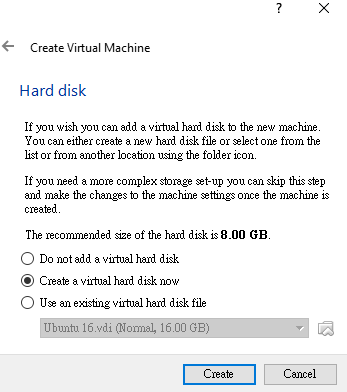 ?
Create Virtual Machine
Hard disk
If you wish you can add a virtual hard disk to the new machine.
You can either create a new hard disk file or select one from the
list or from another location using the folder icon.
If you need a more complex storage set-up you can skip this step
and make the changes to the machine settings once the machine is
created.
The recommended size of the hard disk is 8.00 GB.
Do not add a virtual hard disk
Create a virtual hard disk now
Use an existing virtual hard disk file
Ubuntu 16.vdi (Normal, 16.00 GB)
Create
Cancel